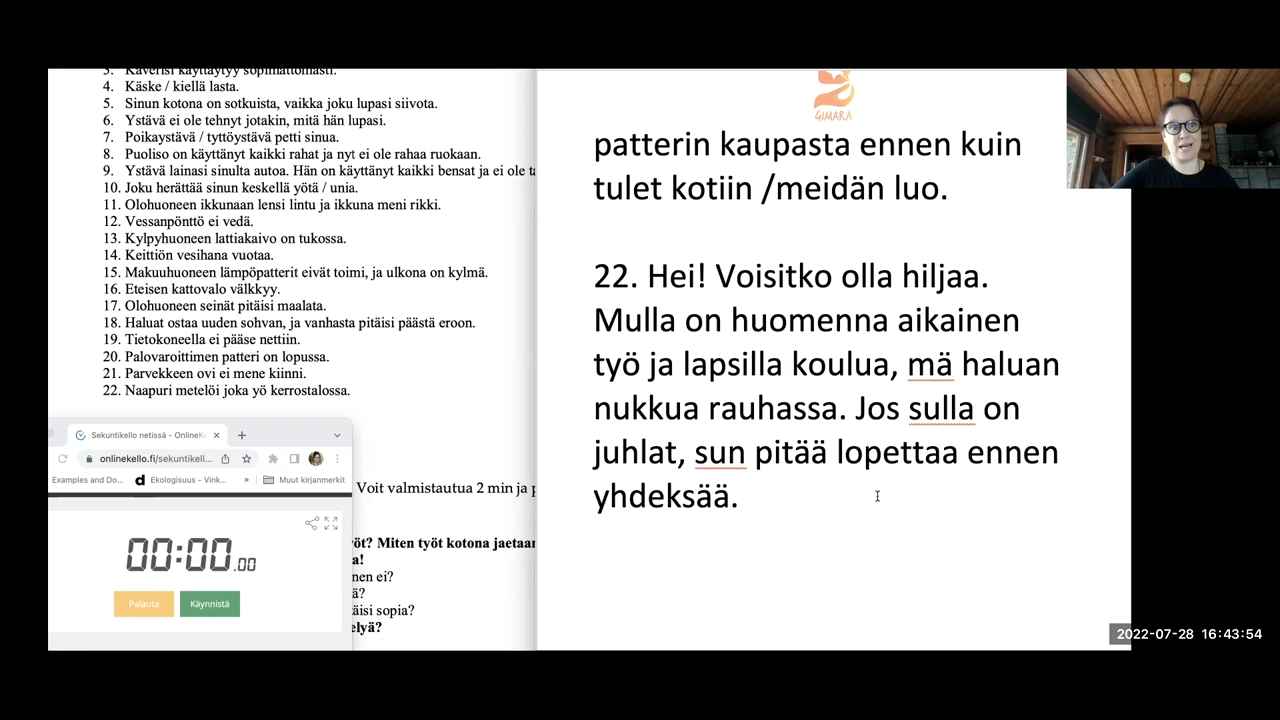 3. Kaverisi käyttäytyy sopimattomasti.
4. Käske / kiellä lasta.
5. Sinun kotona on sotkuista, vaikka joku lupasi siivota.
6. Ystävä ei ole tehnyt jotakin, mitä hän lupasi.
7. Poikaystävä / tyttöystävä petti sinua.
8. Puoliso on käyttänyt kaikki rahat ja nyt ei ole rahaa ruokaan.
9. Ystävä lainasi sinulta autoa. Hän on käyttänyt kaikki bensat ja ei ole ta
10. Joku herättää sinun keskellä yötä / unia.
11. Olohuoneen ikkunaan lensi lintu ja ikkuna meni rikki.
12. Vessanpönttö ei vedä.
13. Kylpyhuoneen lattiakaivo on tukossa.
14. Keittiön vesihana vuotaa.
15. Makuuhuoneen lämpöpatterit eivät toimi, ja ulkona on kylmä.
16. Eteisen kattovalo välkkyy.
17. Olohuoneen seinät pitäisi maalata.
18. Haluat ostaa uuden sohvan, ja vanhasta pitäisi päästä eroon.
19. Tietokoneella ei pääse nettiin.
20. Palovaroittimen patteri on lopussa.
21. Parvekkeen ovi ei mene kiinni.
22. Naapuri metelöi joka yö kerrostalossa.
Sekuntikello netissä - OnlineK
onlinekello.fi/sekuntikell...
Examples and Do...
Ekologisuus - Vink...
»
Muut kirjanmerkit
00:00.00
Palauta
Käynnistä
Voit valmistautua 2 min ja p
öt? Miten työt kotona jaetaan
a!
nen ei?
ä?
äisi sopia?
elyä?
GIMARA
patterin kaupasta ennen kuin
tulet kotiin /meidän luo.
22. Hei! Voisitko olla hiljaa.
Mulla on huomenna aikainen
työ ja lapsilla koulua, mä haluan
nukkua rauhassa. Jos sulla on
juhlat, sun pitää lopettaa ennen
yhdeksää.
2022-07-28 16:43:54